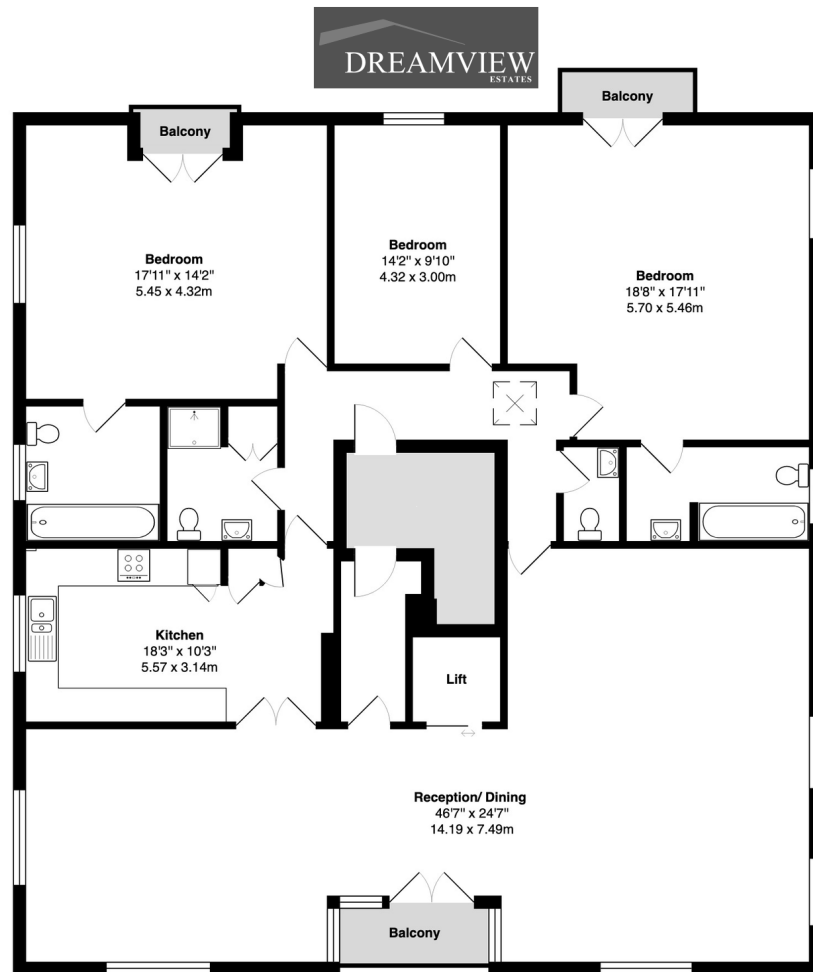 DREAMVIEW
ESTATES
Balcony
Balcony
Bedroom
17'11" x 14'2"
5.45 x 4.32m
Bedroom
14'2" x 9'10"
4.32 x 3.00m
Bedroom
18'8" x 17'11"
5.70 x 5.46m
Kitchen
18'3" x 10'3"
5.57 x 3.14m
Lift
Reception/ Dining
46'7" x 24'7"
14.19 x 7.49m
Balcony